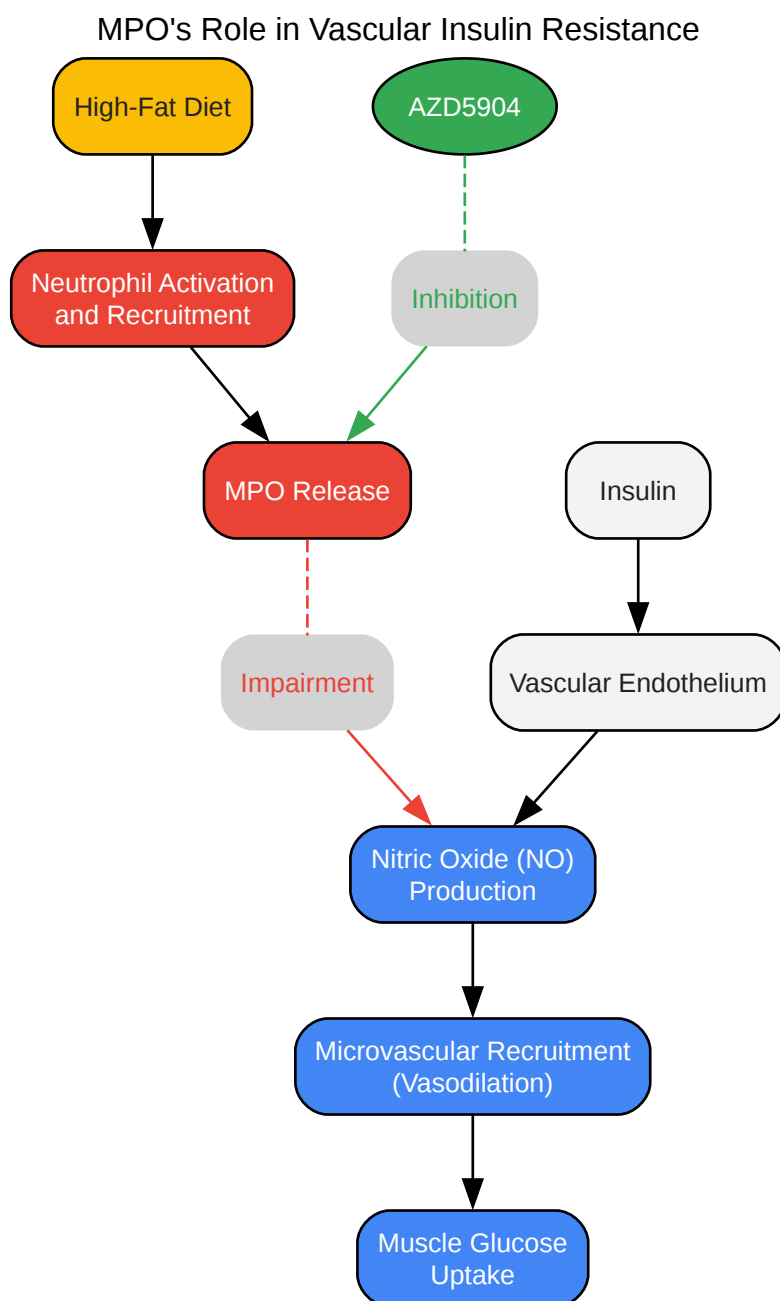 MPO's Role in Vascular Insulin Resistance
High-Fat Diet
AZD5904
Neutrophil Activation
and Recruitment
Inhibition
MPO Release
Insulin
Impairment
Vascular Endothelium
Nitric Oxide (NO)
Production
Microvascular Recruitment
(Vasodilation)
Muscle Glucose
Uptake